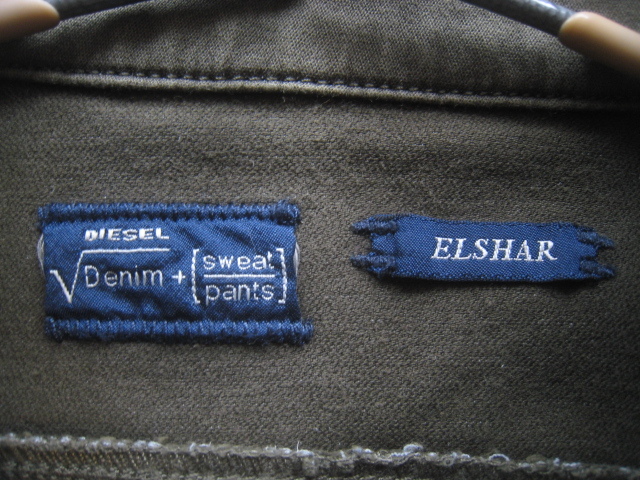 DIESEL
√Denim + [sweat
pants]
ELSHAR